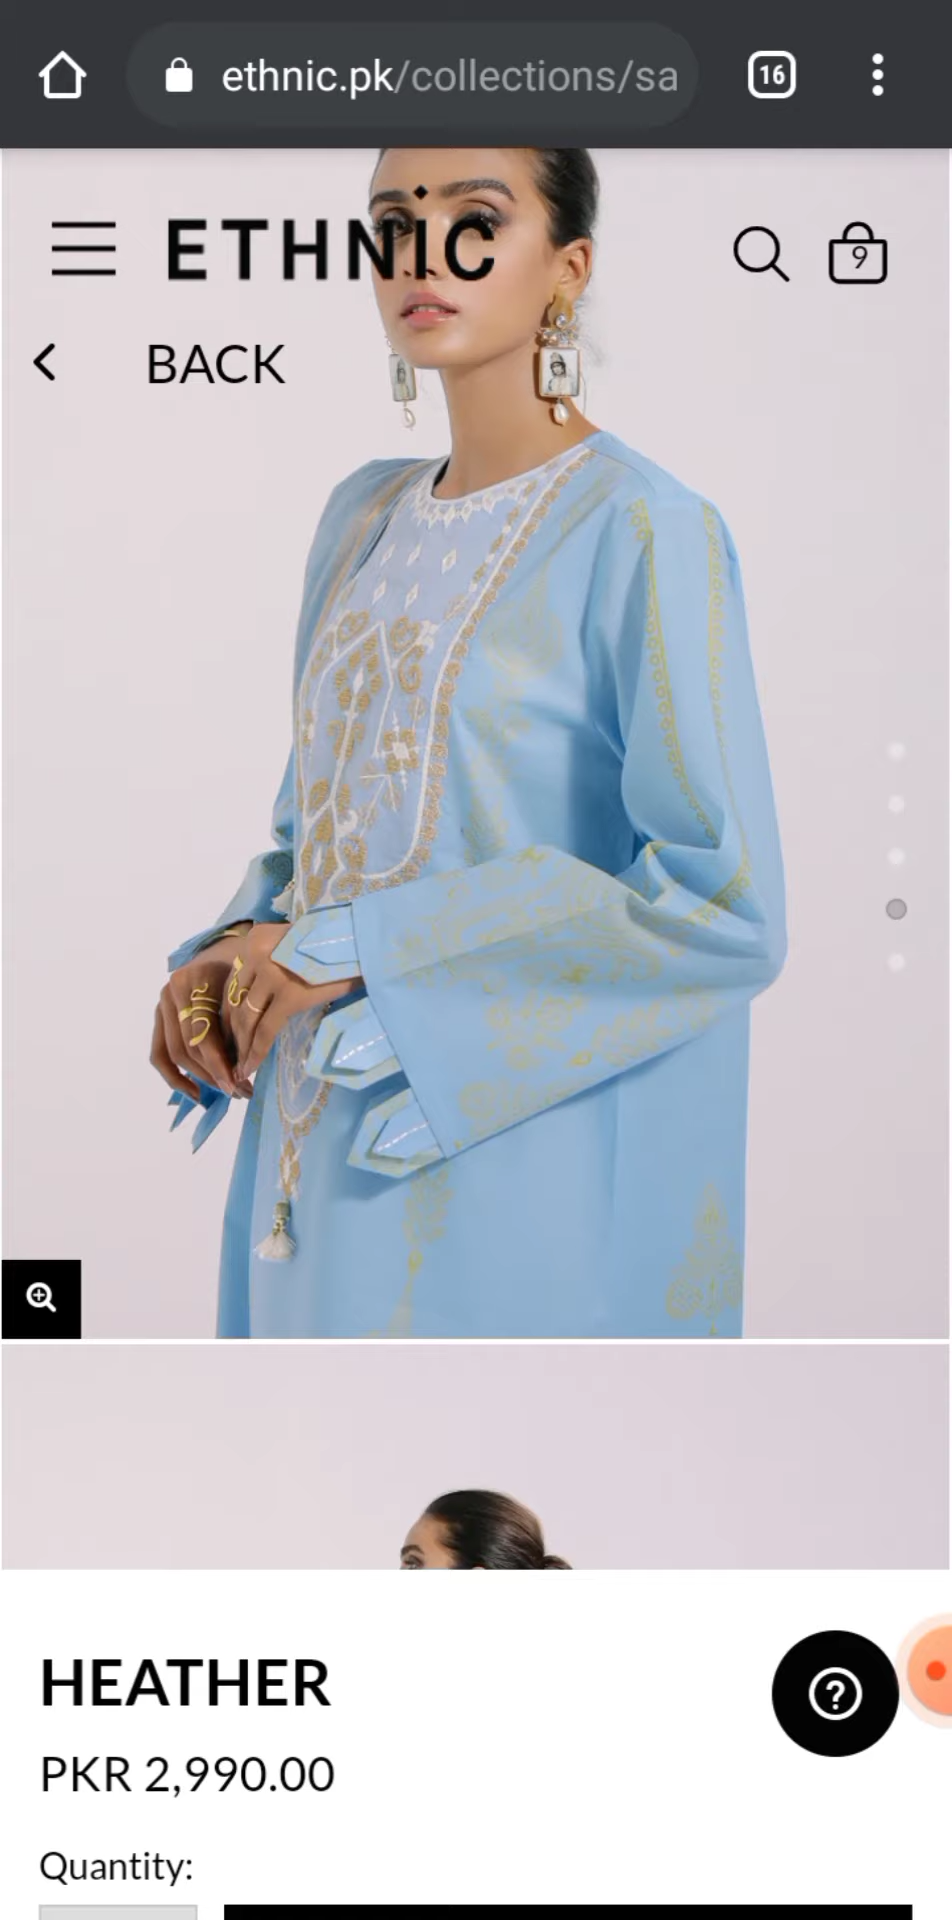 ethnic.pk/collections/sa
16
ETHNiC
9
BACK
HEATHER
PKR 2,990.00
Quantity: